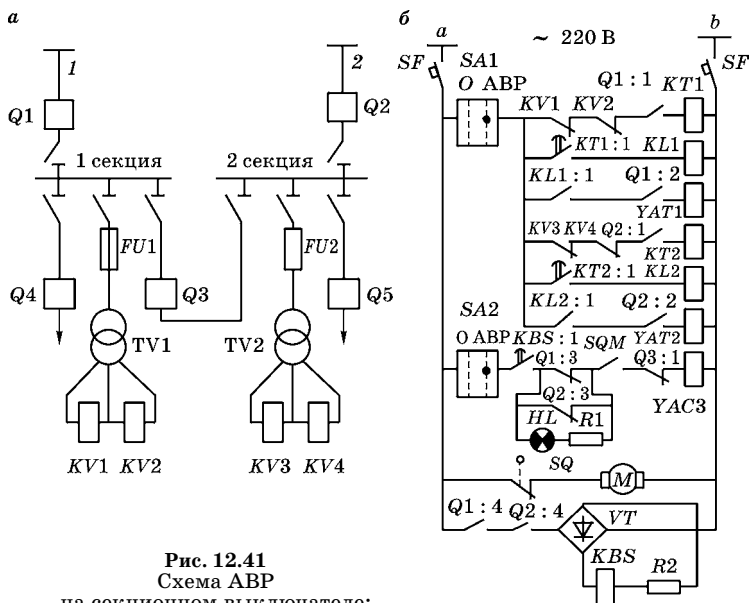 а
1
2
Q1
Q2
1 секция
2 секция
FU1
FU2
Q4
Q3
Q5
TV1
TV2
KV1 KV2
KV3 KV4
б
a
b
~ 220 В
SF
SF
SA1
О АВР
KV1 KV2
Q1 : 1
KT1
KT1 : 1
KL1
KL1 : 1
Q1 : 2
YAT1
KV3 KV4 Q2 : 1
KT2
KT2 : 1
KL2
KL2 : 1
Q2 : 2
SA2
YAT2
О АВР
KBS : 1
SQM
Q1 : 3
Q3 : 1
Q2 : 3
YAC3
HL
R1
SQ
M
Q1 : 4
Q2 : 4
VT
KBS
R2
Рис. 12.41
Схема АВР
на секционном выключателе: